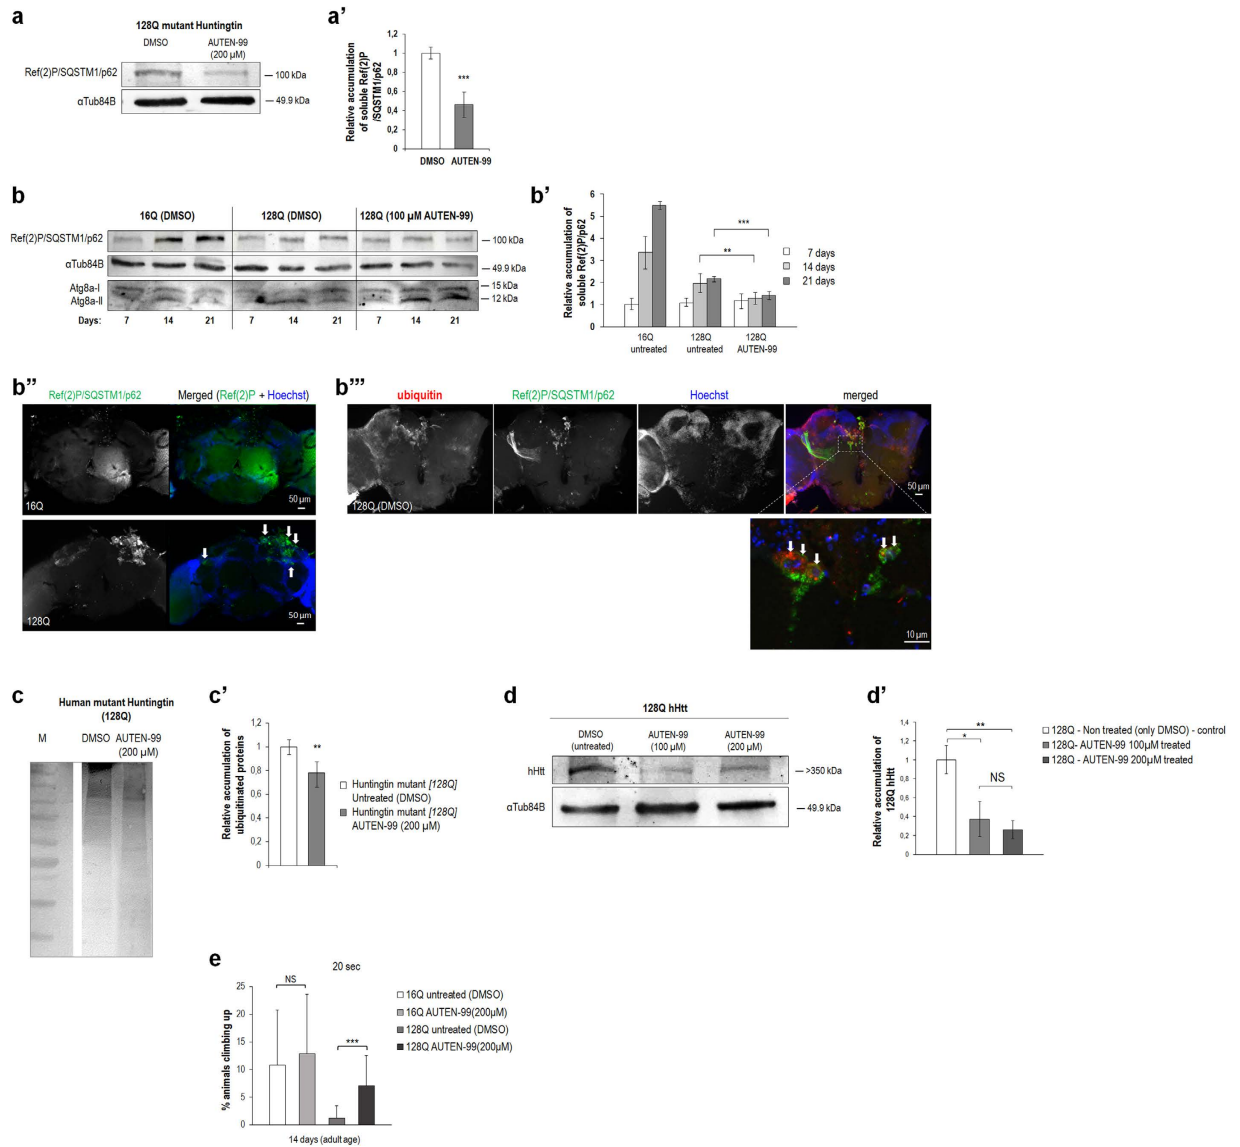 a
128Q mutant Huntingtin
DMSO
AUTEN-99
(200 µM)
Ref(2)P/SQSTM1/p62
100 kDa
αTub84B
49.9 kDa
a’
Relative accumulation
of soluble Ref(2)P
/SQSTM1/p62
1,2
1
0,8
0,6
0,4
0,2
0
***
DMSO
AUTEN-99
b
16Q (DMSO)
128Q (DMSO)
128Q (100 µM AUTEN-99)
Ref(2)P/SQSTM1/p62
100 kDa
αTub84B
49.9 kDa
Atg8a-I
15 kDa
Atg8a-II
12 kDa
Days:
7
14
21
7
14
21
7
14
21
b’
Relative accumulation of
soluble Ref(2)P/p62
6
5
4
3
2
1
0
**
***
7 days
14 days
21 days
16Q
untreated
128Q
untreated
128Q
AUTEN-99
b”
Ref(2)P/SQSTM1/p62
Merged (Ref(2)P + Hoechst)
16Q
50 µm
128Q
50 µm
b”’
ubiquitin
Ref(2)P/SQSTM1/p62
Hoechst
merged
128Q (DMSO)
50 µm
10 µm
c
Human mutant Huntingtin
(128Q)
M
DMSO
AUTEN-99
(200 µM)
c’
Relative accumulation of
ubiquitinated proteins
1,2
1
0,8
0,6
0,4
0,2
0
**
Huntingtin mutant [128Q]
Untreated (DMSO)
Huntingtin mutant [128Q]
AUTEN-99 (200 µM)
d
128Q hHtt
DMSO
(untreated)
AUTEN-99
(100 µM)
AUTEN-99
(200 µM)
hHtt
>350 kDa
αTub84B
49.9 kDa
d’
Relative accumulation of
128Q hHtt
1,4
1,2
1
0,8
0,6
0,4
0,2
0
**
*
NS
128Q - Non treated (only DMSO) - control
128Q- AUTEN-99 100µM treated
128Q - AUTEN-99 200µM treated
e
20 sec
% animals climbing up
25
20
15
10
5
0
NS
***
16Q untreated (DMSO)
16Q AUTEN-99(200µM)
128Q untreated (DMSO)
128Q AUTEN-99(200µM)
14 days (adult age)